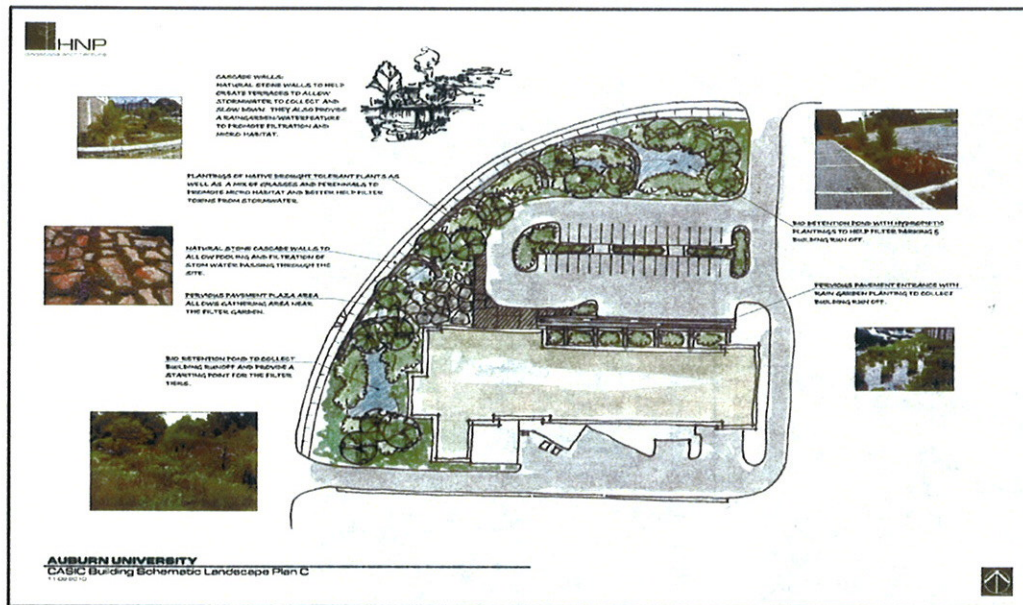 HNP
CASCADE WALLS:
NATURAL STONE WALLS TO HELP
CREATE TERRACES TO ALLOW
STORMWATER TO COLLECT AND
SLOW DOWN. THEY ALSO PROVIDE
A RAINGARDEN WATERFEATURE
TO PROMOTE FILTRATION AND
MICRO HABITAT.
PLANTINGS OF NATIVE DROUGHT TOLERANT PLANTS AS
WELL AS A MIX OF GRASSES AND PERENNIALS TO
PROMOTE MICRO HABITAT AND BETTER HELP FILTER
TOXINS FROM STORMWATER.
NATURAL STONE CASCADE WALLS TO
ALLOW POOLING AND FILTRATION OF
STOM WATER PASSING THROUGH THE
SITE.
PERVIOUS PAVEMENT PLAZA AREA
ALLOWS GATHERING AREA NEAR
THE FILTER GARDEN.
BIO RETENTION POND TO COLLECT
BUILDING RUNOFF AND PROVIDE A
STARTING POINT FOR THE FILTER
BIO RETENTION POND WITH HYDROPHYTIC
PLANTINGS TO HELP FILTER PARKING &
BUILDING RUN OFF.
PERVIOUS PAVEMENT ENTRANCE WITH
RAIN GARDEN PLANTING TO COLLECT
BUILDING RUN OFF.
AUBURN UNIVERSITY
CASIC Building Schematic Landscape Plan C